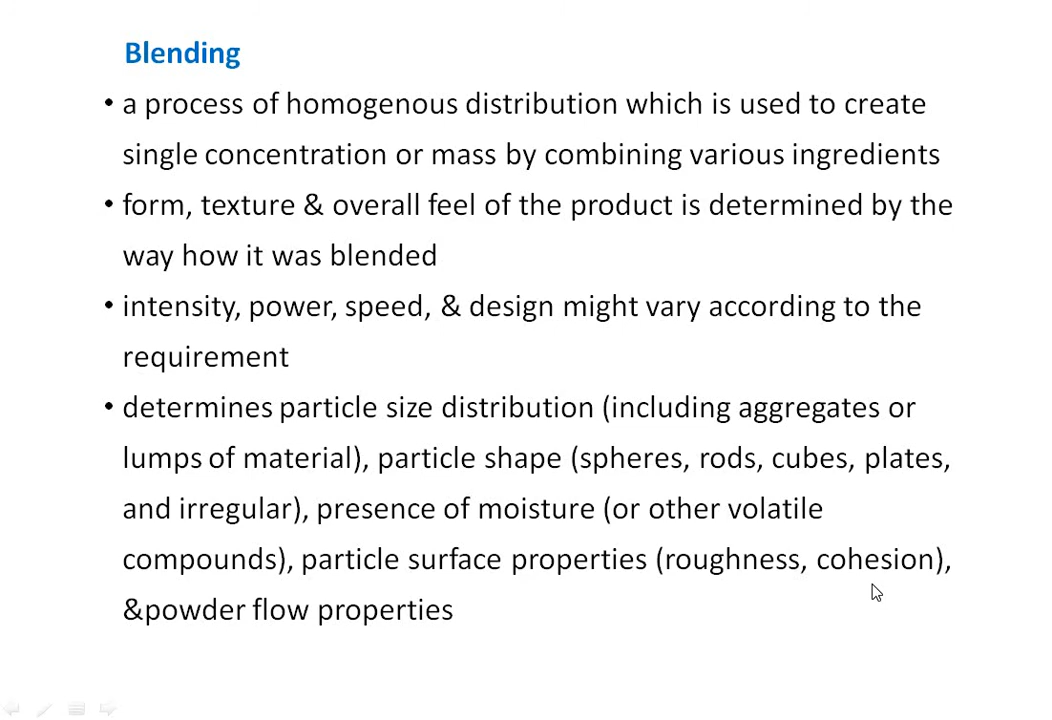 Blending
• a process of homogenous distribution which is used to create
single concentration or mass by combining various ingredients
• form, texture & overall feel of the product is determined by the
way how it was blended
• intensity, power, speed, & design might vary according to the
requirement
• determines particle size distribution (including aggregates or
lumps of material), particle shape (spheres, rods, cubes, plates,
and irregular), presence of moisture (or other volatile
compounds), particle surface properties (roughness, cohesion),
&powder flow properties